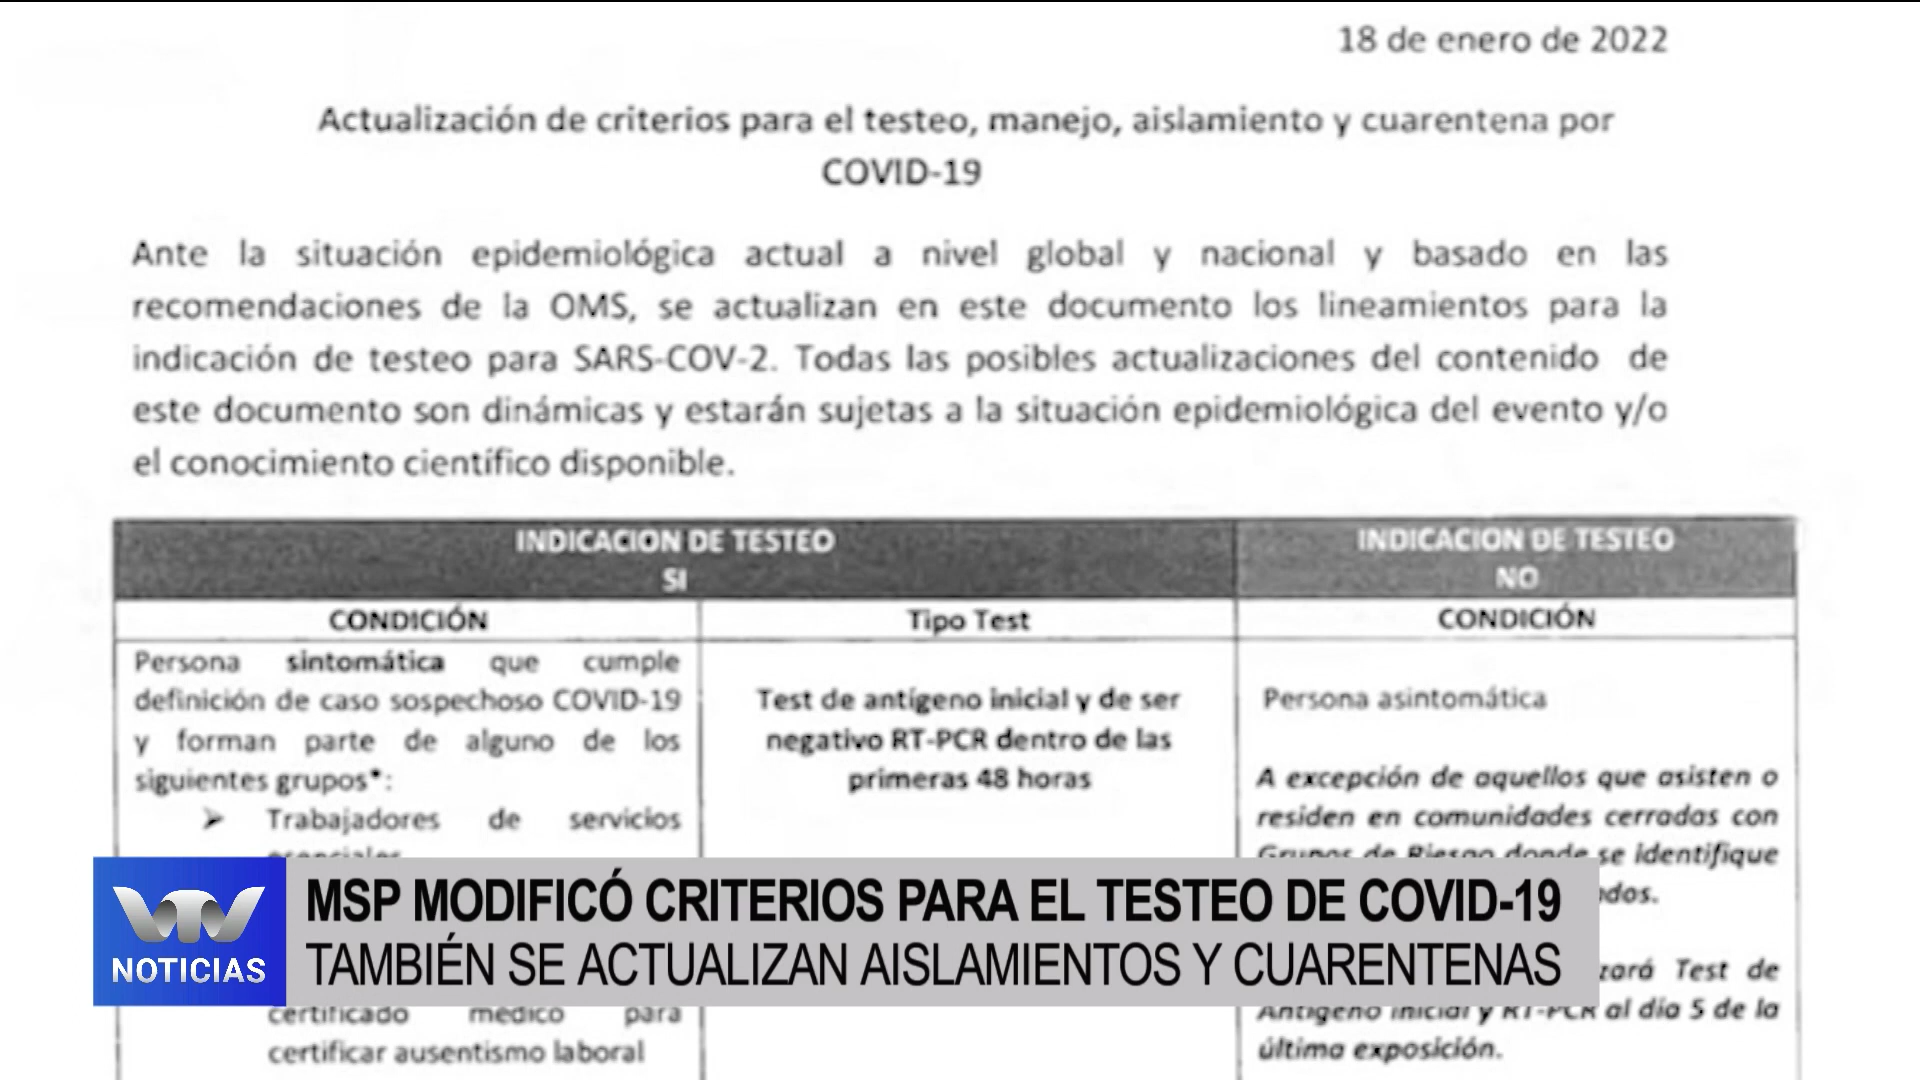 18 de enero de 2022
Actualización de criterios para el testeo, manejo, aislamiento y cuarentena por
COVID-19
Ante la situación epidemiológica actual a nivel global y nacional y basado en las
recomendaciones de la OMS, se actualizan en este documento los lineamientos para la
indicación de testeo para SARS-COV-2. Todas las posibles actualizaciones del contenido de
este documento son dinámicas y estarán sujetas a la situación epidemiológica del evento y/o
el conocimiento científico disponible.
INDICACION DE TESTEO
SI
INDICACION DE TESTEO
NO
CONDICIÓN
Tipo Test
CONDICIÓN
Persona sintomática que cumple
definición de caso sospechoso COVID-19
y forman parte de alguno de los
siguientes grupos*:
➤ Trabajadores de servicios
esenciales
certificado médico para
certificar ausentismo laboral
Test de antígeno inicial y de ser
negativo RT-PCR dentro de las
primeras 48 horas
Persona asintomática
A excepción de aquellos que asisten o
residen en comunidades cerradas con
Grupos de Riesgo donde se identifique
Test de
Antígeno inicial y RT-PCR al día 5 de la
última exposición.
VTV
NOTICIAS
MSP MODIFICÓ CRITERIOS PARA EL TESTEO DE COVID-19
TAMBIÉN SE ACTUALIZAN AISLAMIENTOS Y CUARENTENAS